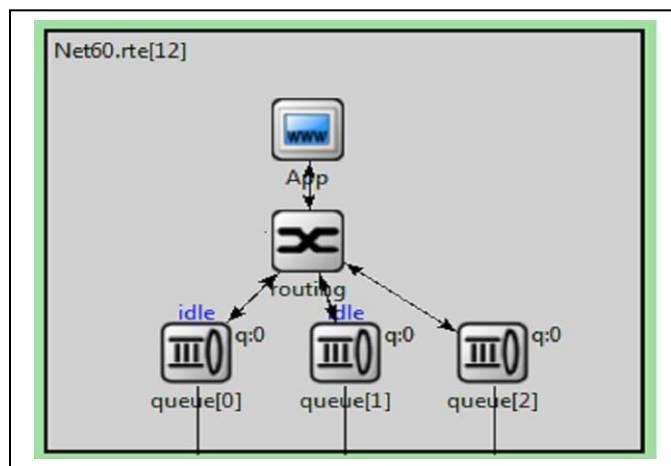 Net60.rte[12]
www
App
routing
idle
idle
q:0
q:0
q:0
queue[0]
queue[1]
queue[2]